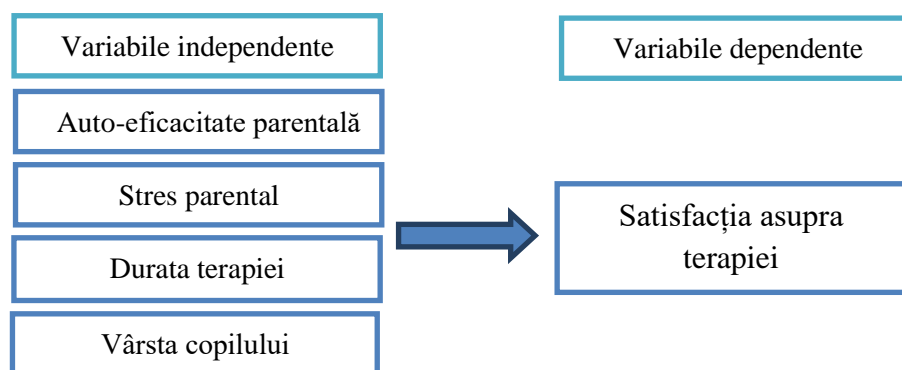 Variabile independente
Variabile dependente
Auto-eficacitate parentală
Stres parental
Satisfacția asupra
terapiei
Durata terapiei
Vârsta copilului